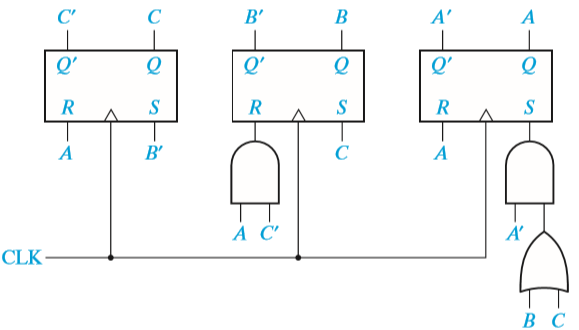 C′ C B′ B A′ A
Q′ Q Q′ Q Q′ Q
R S R S R S
A B′ C A
A C′ A′
CLK
B C